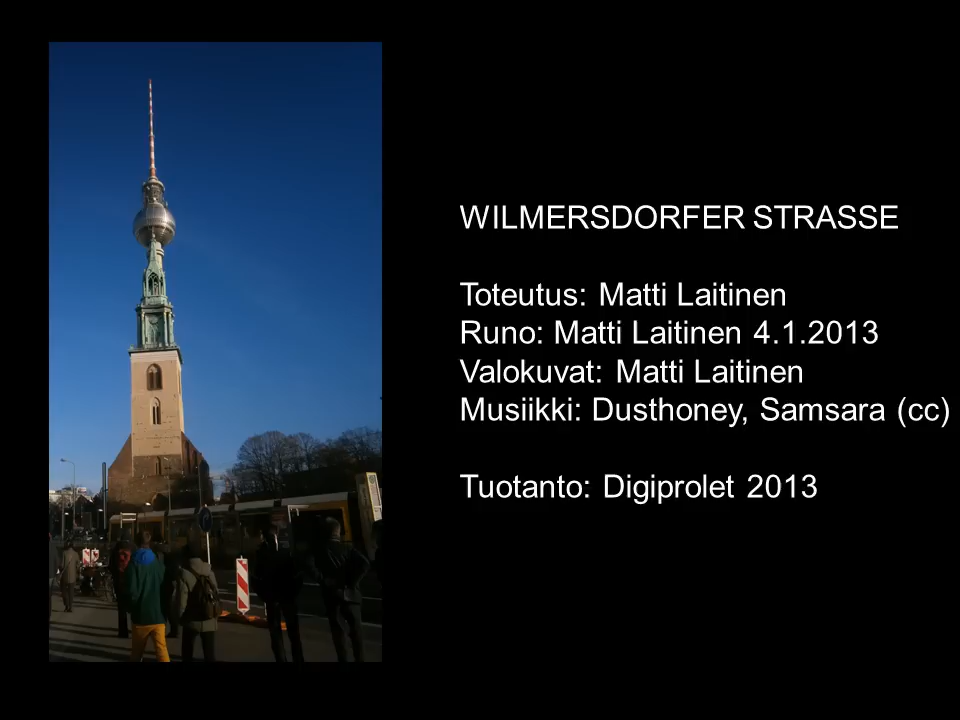 WILMERSDORFER STRASSE
Toteutus: Matti Laitinen
Runo: Matti Laitinen 4.1.2013
Valokuvat: Matti Laitinen
Musiikki: Dusthoney, Samsara (cc)
Tuotanto: Digiprolet 2013